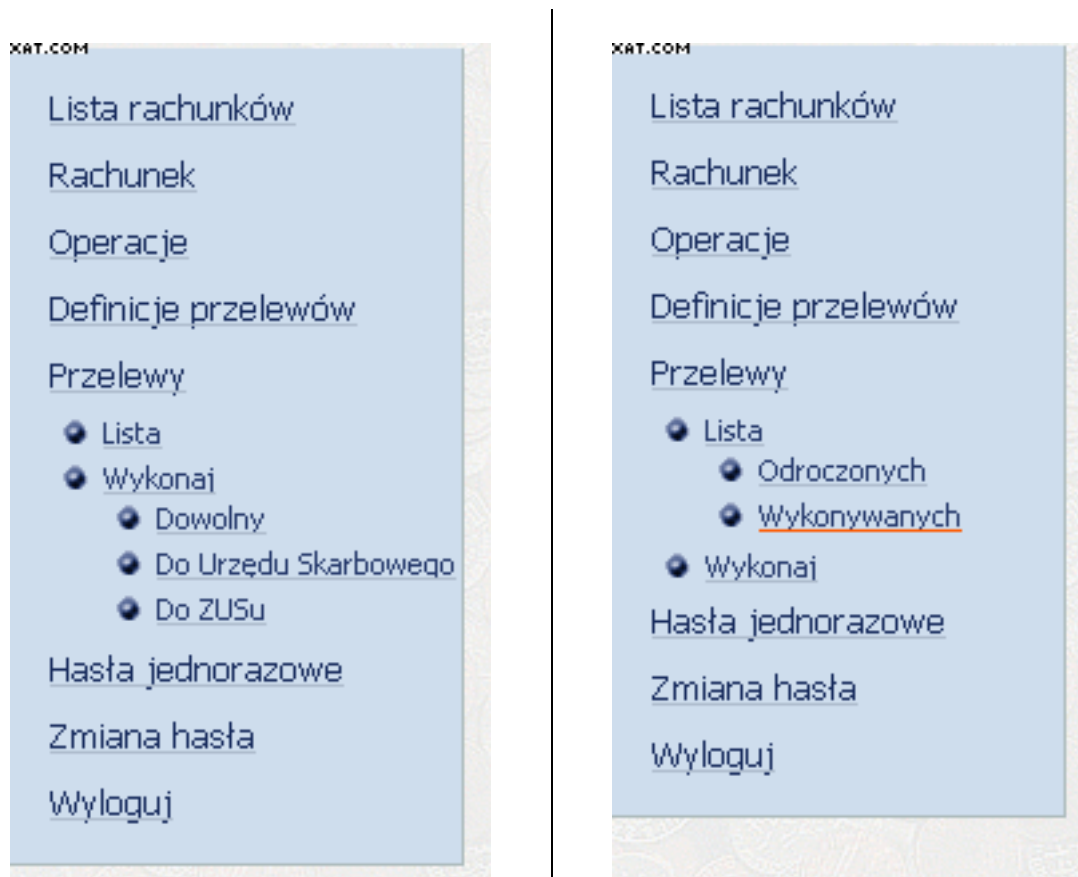 XAT.COM
Lista rachunków
Rachunek
Operacje
Definicje przelewów
Przelewy
Lista
Wykonaj
Dowolny
Do Urzędu Skarbowego
Do ZUSu
Hasła jednorazowe
Zmiana hasła
Wyloguj
XAT.COM
Lista rachunków
Rachunek
Operacje
Definicje przelewów
Przelewy
Lista
Odroczonych
Wykonywanych
Wykonaj
Hasła jednorazowe
Zmiana hasła
Wyloguj